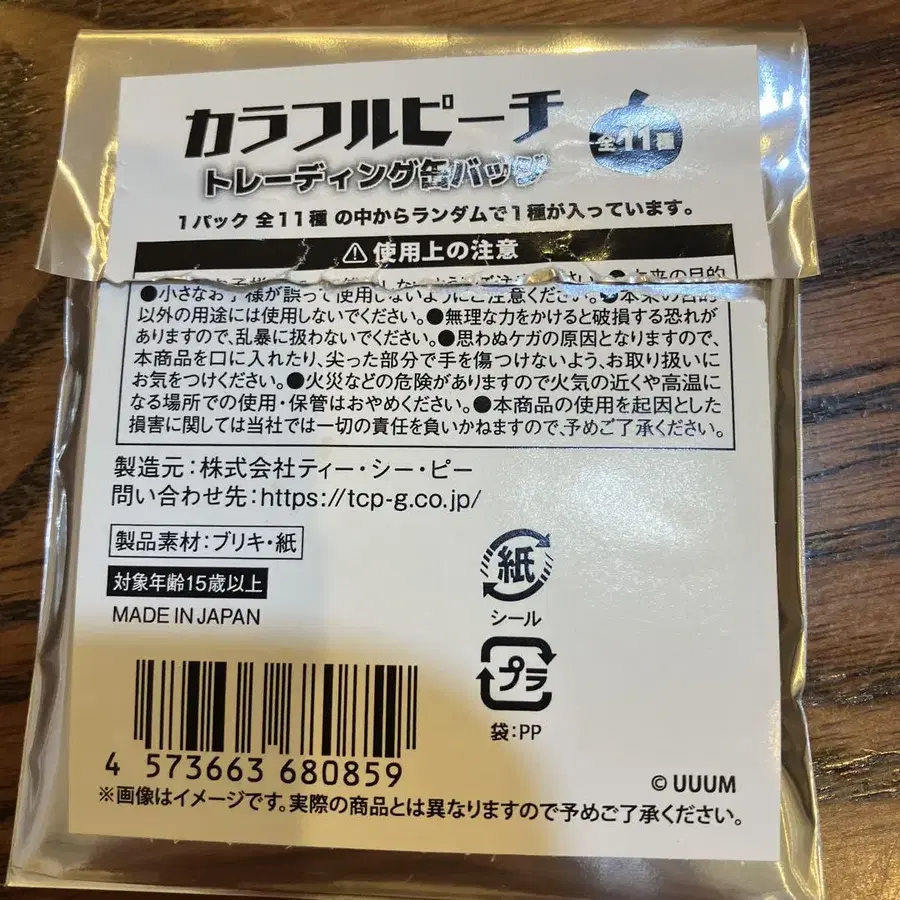 カラフルピーチ
全11種
トレーディング缶バッジ
1パック 全11種 の中からランダムで1種が入っています。
⚠使用上の注意
●小さなお子様が誤って使用しないようにご注意ください。●本来の目的
以外の用途には使用しないでください。●無理な力をかけると破損する恐れが
ありますので、乱暴に扱わないでください。●思わぬケガの原因となりますので、
本商品を口に入れたり、尖った部分で手を傷つけないよう、お取り扱いに
お気をつけください。●火災などの危険がありますので火気の近くや高温に
なる場所での使用・保管はおやめください。●本商品の使用を起因とした
損害に関しては当社では一切の責任を負いかねますので、予めご了承ください。
製造元:株式会社ティー・シー・ピー
問い合わせ先:https://tcp-g.co.jp/
製品素材:ブリキ・紙
対象年齢15歳以上
MADE IN JAPAN
紙
シール
プラ
袋:PP
4 573663 680859
© UUUM
※画像はイメージです。実際の商品とは異なりますので予めご了承ください。